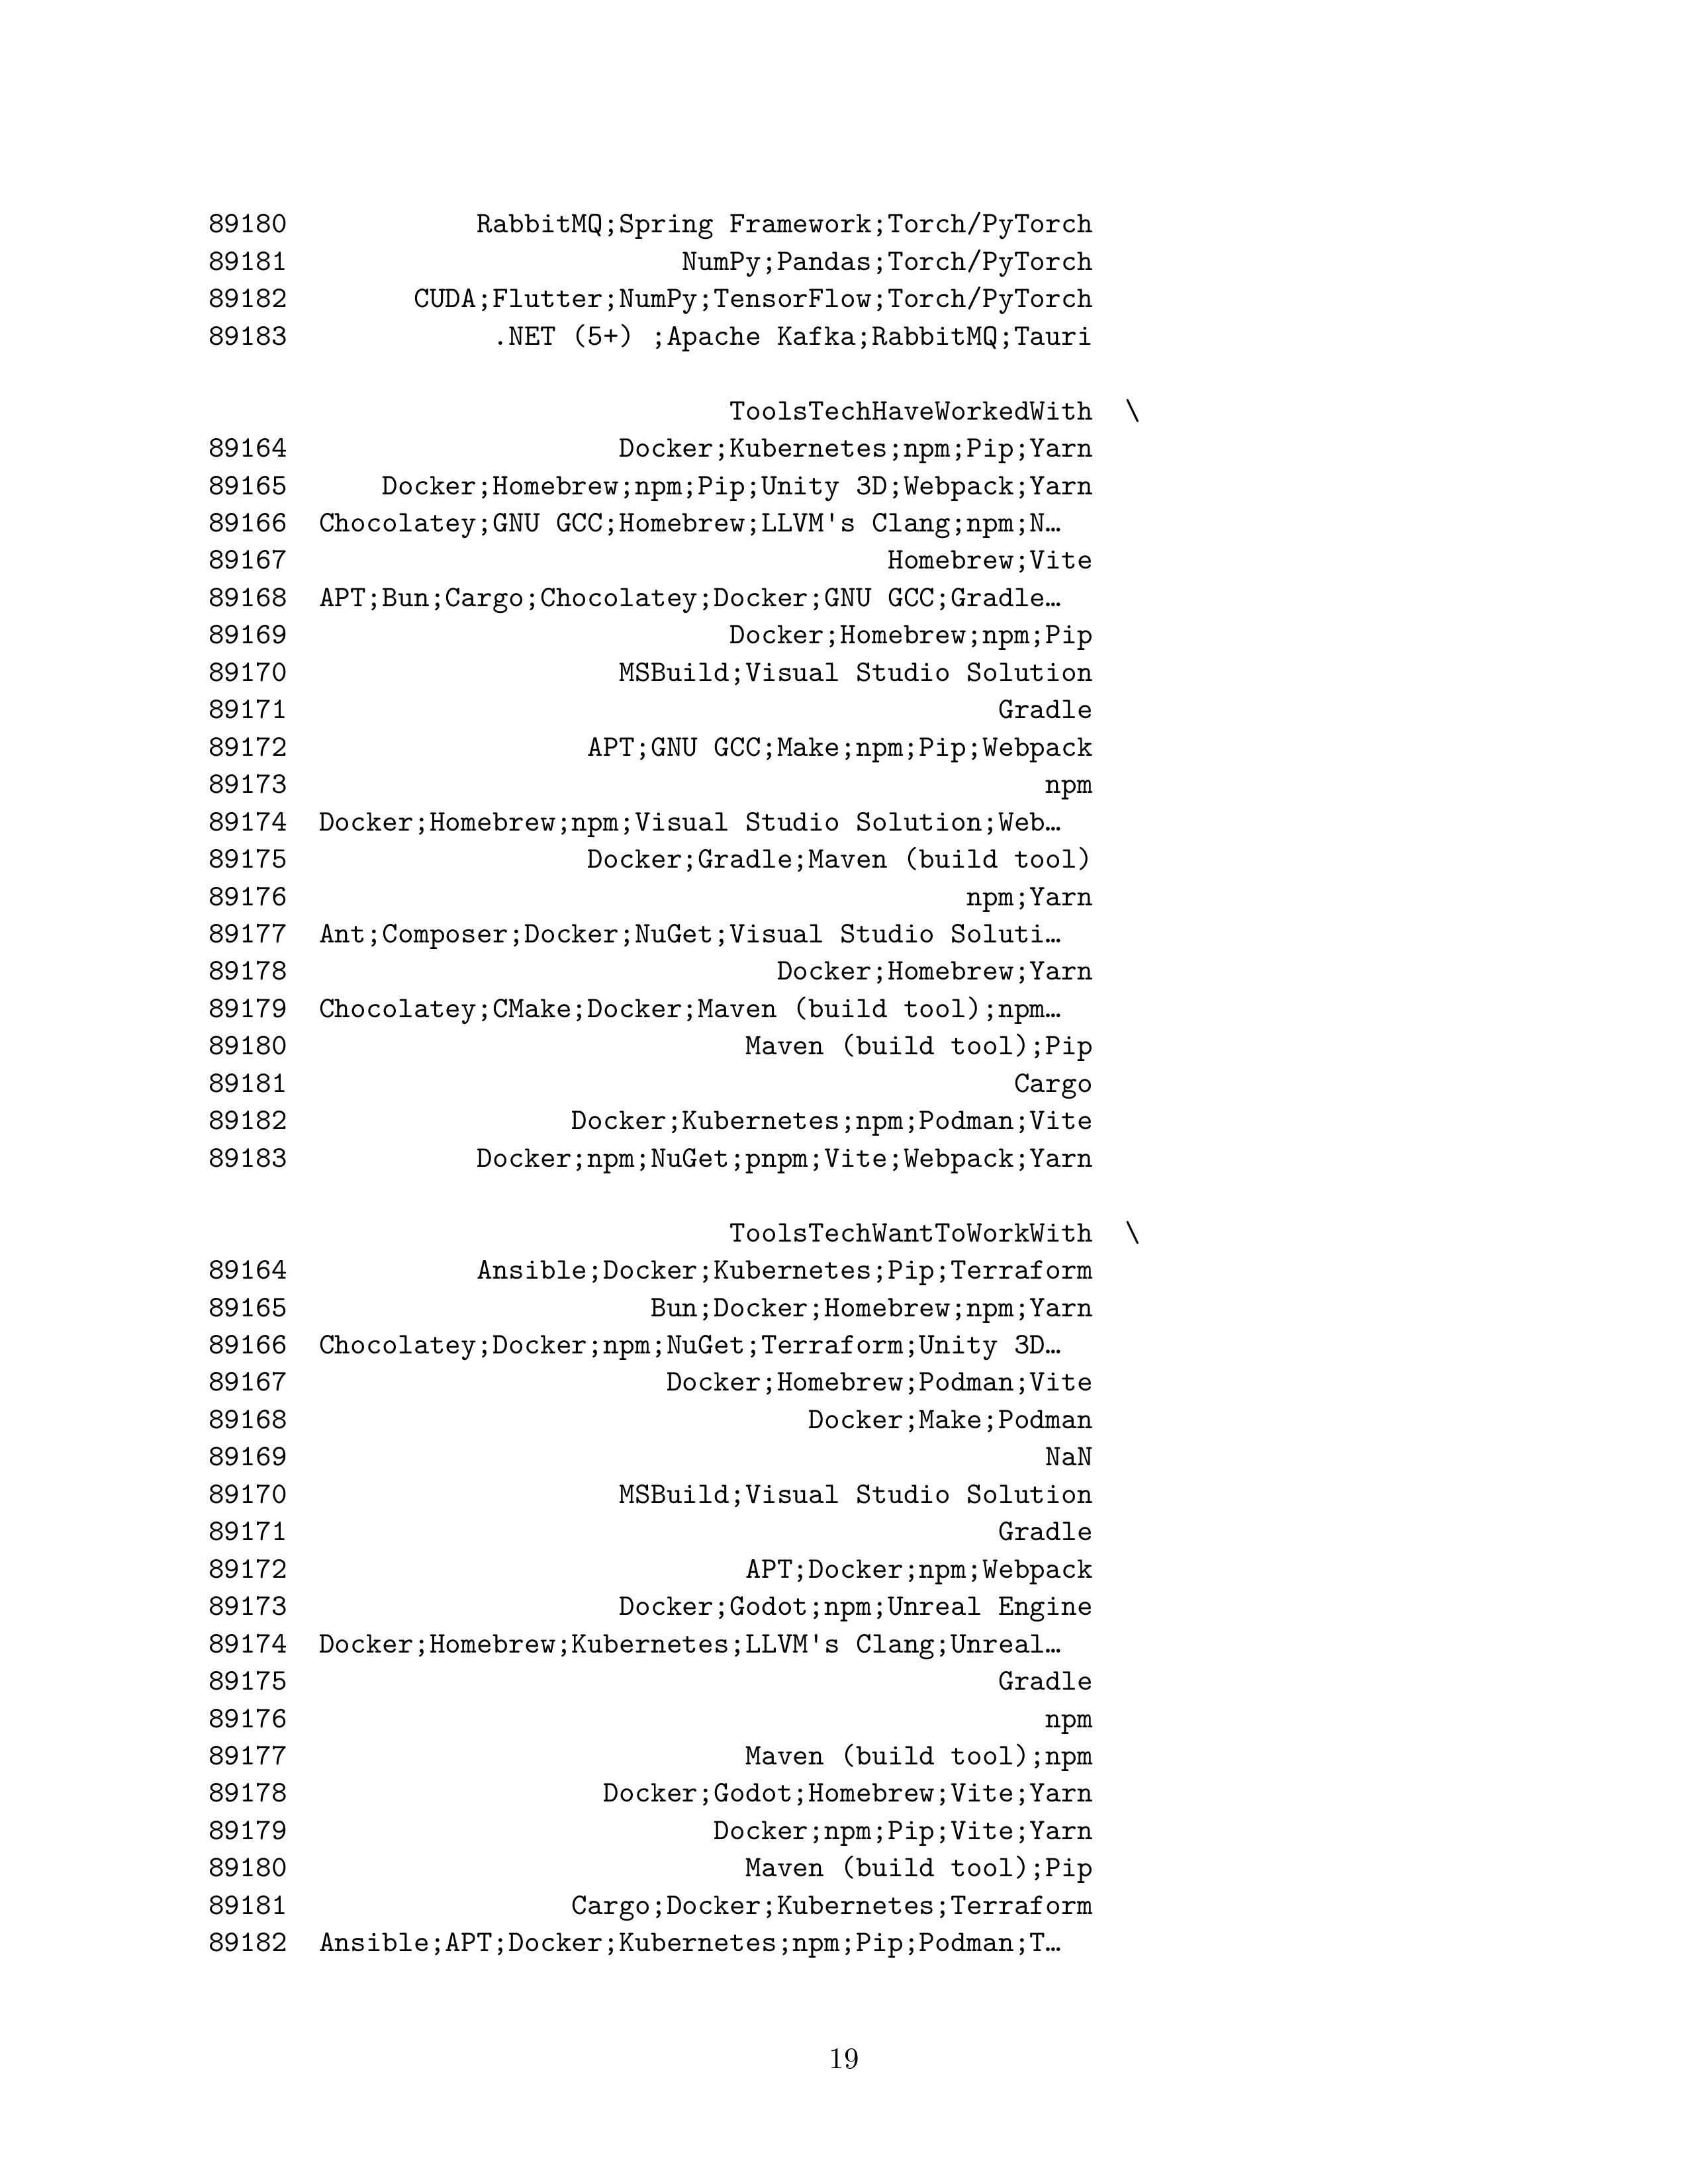 89180 RabbitMQ;Spring Framework;Torch/PyTorch
89181 NumPy;Pandas;Torch/PyTorch
89182 CUDA;Flutter;NumPy;TensorFlow;Torch/PyTorch
89183 .NET (5+) ;Apache Kafka;RabbitMQ;Tauri
ToolsTechHaveWorkedWith \
89164 Docker;Kubernetes;npm;Pip;Yarn
89165 Docker;Homebrew;npm;Pip;Unity 3D;Webpack;Yarn
89166 Chocolatey;GNU GCC;Homebrew;LLVM's Clang;npm;N…
89167 Homebrew;Vite
89168 APT;Bun;Cargo;Chocolatey;Docker;GNU GCC;Gradle…
89169 Docker;Homebrew;npm;Pip
89170 MSBuild;Visual Studio Solution
89171 Gradle
89172 APT;GNU GCC;Make;npm;Pip;Webpack
89173 npm
89174 Docker;Homebrew;npm;Visual Studio Solution;Web…
89175 Docker;Gradle;Maven (build tool)
89176 npm;Yarn
89177 Ant;Composer;Docker;NuGet;Visual Studio Soluti…
89178 Docker;Homebrew;Yarn
89179 Chocolatey;CMake;Docker;Maven (build tool);npm…
89180 Maven (build tool);Pip
89181 Cargo
89182 Docker;Kubernetes;npm;Podman;Vite
89183 Docker;npm;NuGet;pnpm;Vite;Webpack;Yarn
ToolsTechWantToWorkWith \
89164 Ansible;Docker;Kubernetes;Pip;Terraform
89165 Bun;Docker;Homebrew;npm;Yarn
89166 Chocolatey;Docker;npm;NuGet;Terraform;Unity 3D…
89167 Docker;Homebrew;Podman;Vite
89168 Docker;Make;Podman
89169 NaN
89170 MSBuild;Visual Studio Solution
89171 Gradle
89172 APT;Docker;npm;Webpack
89173 Docker;Godot;npm;Unreal Engine
89174 Docker;Homebrew;Kubernetes;LLVM's Clang;Unreal…
89175 Gradle
89176 npm
89177 Maven (build tool);npm
89178 Docker;Godot;Homebrew;Vite;Yarn
89179 Docker;npm;Pip;Vite;Yarn
89180 Maven (build tool);Pip
89181 Cargo;Docker;Kubernetes;Terraform
89182 Ansible;APT;Docker;Kubernetes;npm;Pip;Podman;T…
19